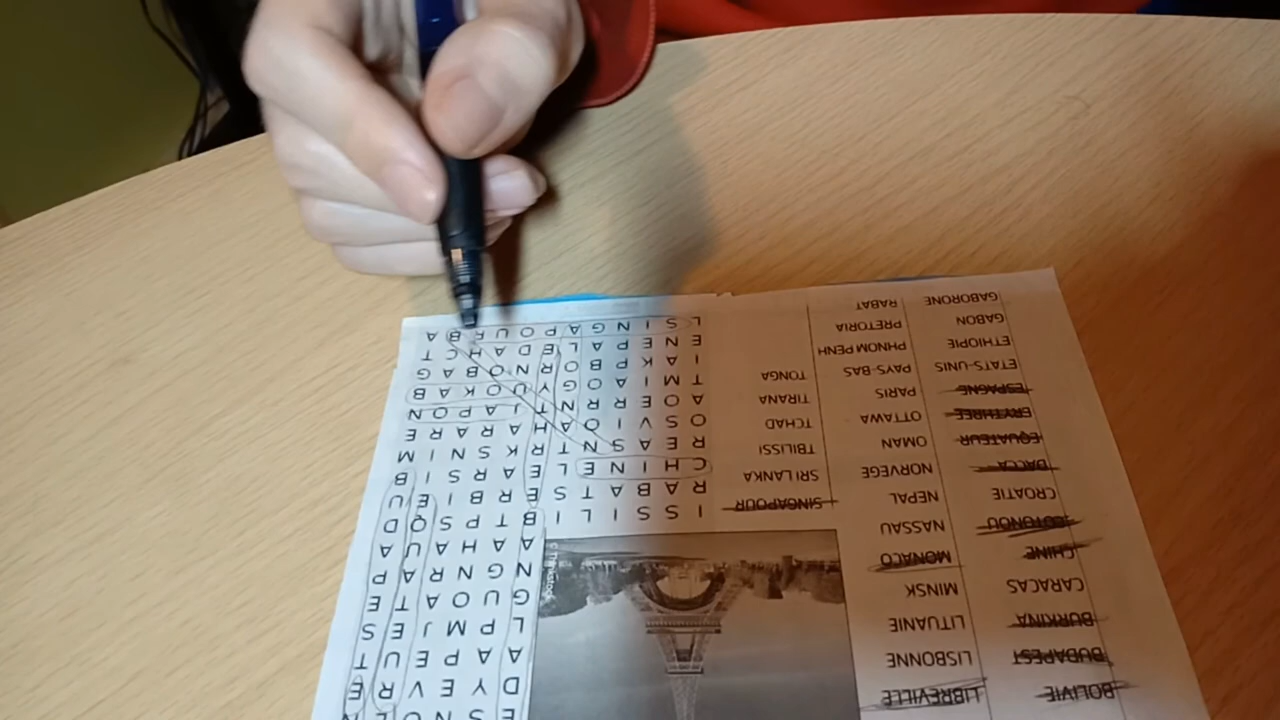 BOLIVIE
BUDAPEST
BURKINA
CARACAS
CHINE
COTONOU
CROATIE
DACCA
EQUATEUR
ERYTHREE
ESPAGNE
ETATS-UNIS
ETHIOPIE
GABON
GABORONE
LIBREVILLE
LISBONNE
LITUANIE
MINSK
MONACO
NASSAU
NEPAL
NORVEGE
OMAN
OTTAWA
PARIS
PAYS-BAS
PHNOM PENH
PRETORIA
RABAT
SINGAPOUR
SRI LANKA
TBILISSI
TCHAD
TIRANA
TONGA
© Thinkstock
D Y E V R E
A A P E U T
L P M J E S
G U O A T E
N G N R A P
A A H A U A
I S S I L I B T P S Q D
R A B A T S E R B I E U
C H I N E L E A R S I B
R E A S N T R K S N I M
O S V I Q A H A R A R E
A O E R R N T J A P O N
T M I A O G Y U O K A B
I A K P B O R N O B A G
E N E P A L E D A H C T
L S I N G A P O U R B A